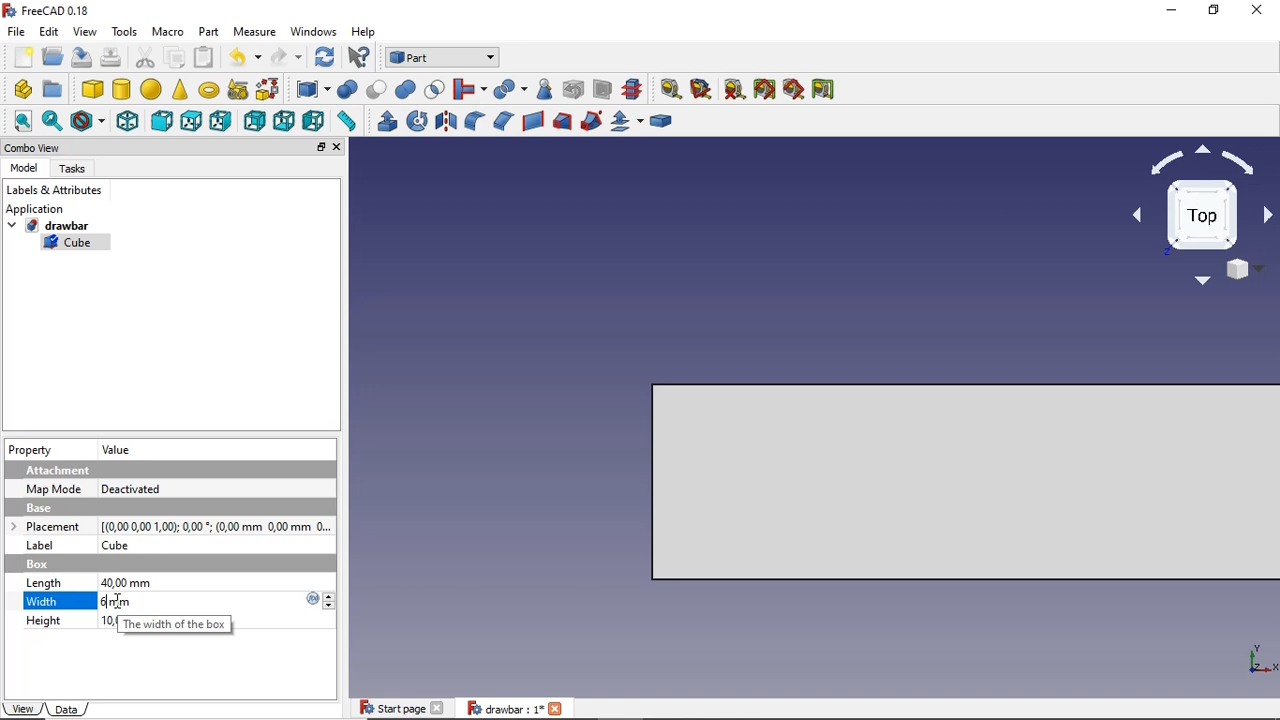 FreeCAD 0.18
File Edit View Tools Macro Part Measure Windows Help
Part
Combo View
Model Tasks
Labels & Attributes
Application
drawbar
Cube
Top
Property Value
Attachment
Map Mode Deactivated
Base
Placement [(0,00 0,00 1,00); 0,00 °; (0,00 mm 0,00 mm 0...
Label Cube
Box
Length 40,00 mm
Width 6 mm
The width of the box
Height 10,0
Y
Z X
View Data
Start page
drawbar : 1*